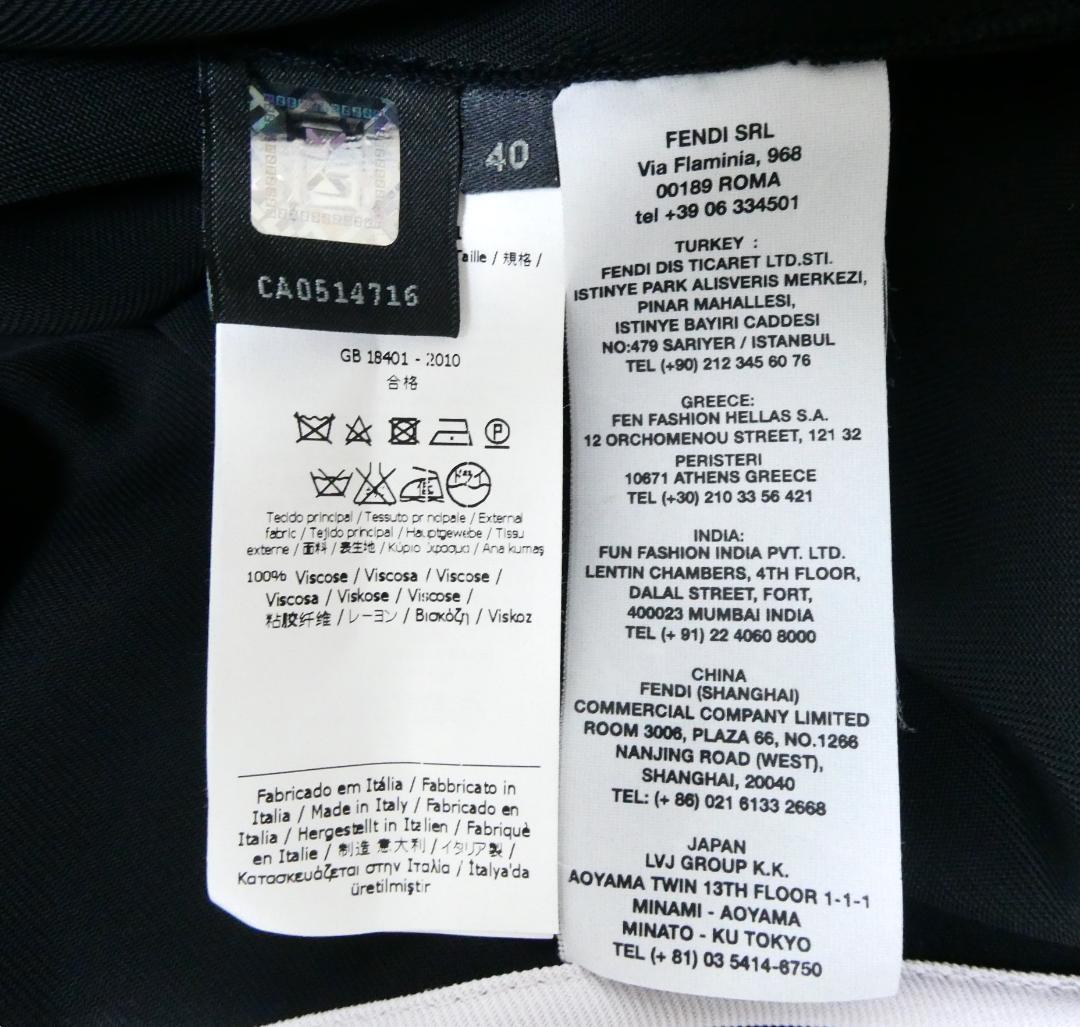 CA0514716
40
Taille / 規格 /
GB 18401 - 2010
合格
P
ドライ
Tecido principal / Tessuto principale / External
fabric / Tejido principal / Hauptgewebe / Tissu
externe / 面料 / 表生地 / Κύριο ύφασμα / Ana kumaş
100% Viscose / Viscosa / Viscose /
Viscosa / Viskose / Viscose /
粘胶纤维 / レーヨン / Βισκόζη / Viskoz
Fabricado em Itália / Fabbricato in
Italia / Made in Italy / Fabricado en
Italia / Hergestellt in Italien / Fabriquè
en Italie / 制造 意大利 / イタリア製 /
Κατασκευάζεται στην Ιταλία / İtalya'da
üretilmiştir
FENDI SRL
Via Flaminia, 968
00189 ROMA
tel +39 06 334501
TURKEY :
FENDI DIS TICARET LTD.STI.
ISTINYE PARK ALISVERIS MERKEZI,
PINAR MAHALLESI,
ISTINYE BAYIRI CADDESI
NO:479 SARIYER / ISTANBUL
TEL (+90) 212 345 60 76
GREECE:
FEN FASHION HELLAS S.A.
12 ORCHOMENOU STREET, 121 32
PERISTERI
10671 ATHENS GREECE
TEL (+30) 210 33 56 421
INDIA:
FUN FASHION INDIA PVT. LTD.
LENTIN CHAMBERS, 4TH FLOOR,
DALAL STREET, FORT,
400023 MUMBAI INDIA
TEL (+ 91) 22 4060 8000
CHINA
FENDI (SHANGHAI)
COMMERCIAL COMPANY LIMITED
ROOM 3006, PLAZA 66, NO.1266
NANJING ROAD (WEST),
SHANGHAI, 20040
TEL: (+ 86) 021 6133 2668
JAPAN
LVJ GROUP K.K.
AOYAMA TWIN 13TH FLOOR 1-1-1
MINAMI - AOYAMA
MINATO - KU TOKYO
TEL (+ 81) 03 5414-6750